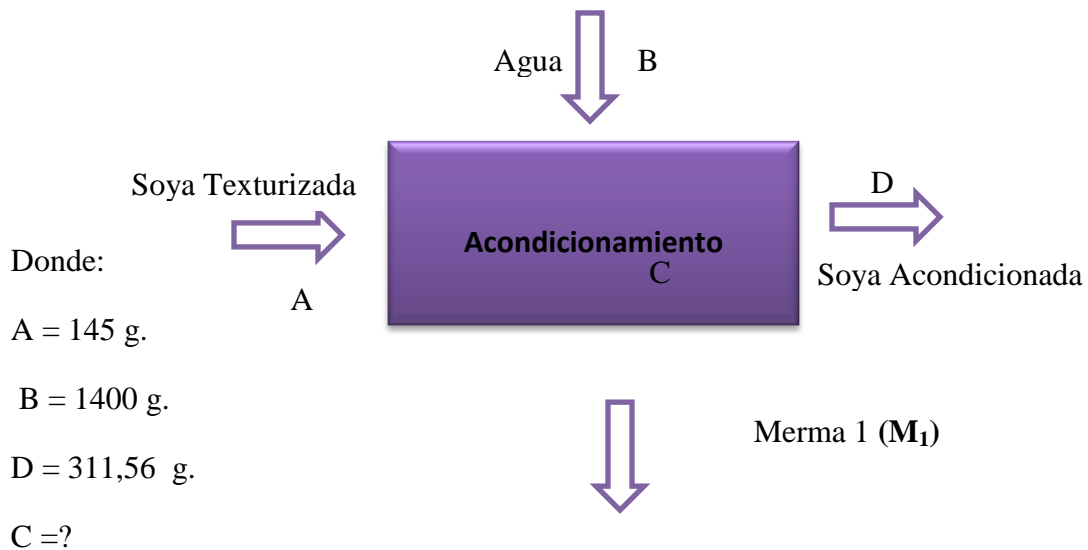 Agua B
Soya Texturizada
D
Acondicionamiento
C
Soya Acondicionada
A
Donde:
A = 145 g.
B = 1400 g.
D = 311,56 g.
C =?
Merma 1 (M₁)